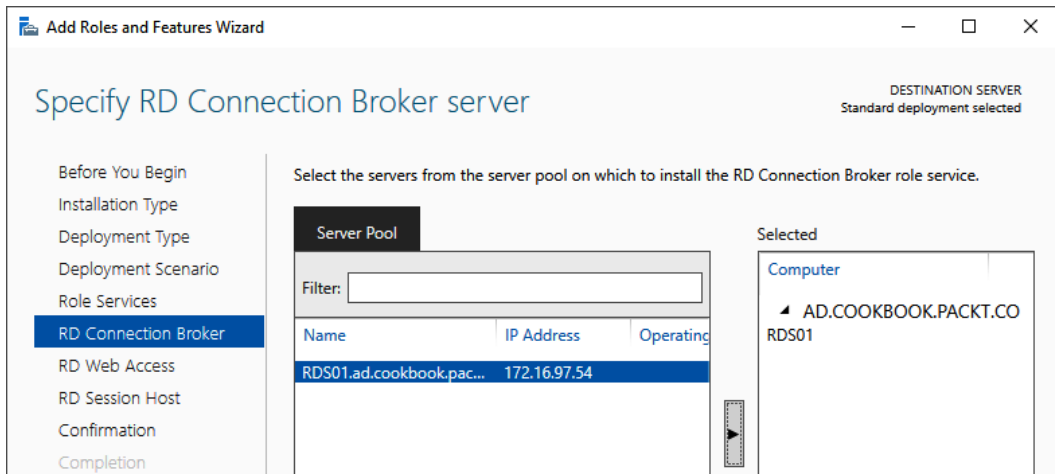 Add Roles and Features Wizard
Specify RD Connection Broker server
DESTINATION SERVER
Standard deployment selected
Before You Begin
Installation Type
Deployment Type
Deployment Scenario
Role Services
RD Connection Broker
RD Web Access
RD Session Host
Confirmation
Completion
Select the servers from the server pool on which to install the RD Connection Broker role service.
Server Pool
Filter:
Name IP Address Operating
RDS01.ad.cookbook.pac... 172.16.97.54
Selected
Computer
AD.COOKBOOK.PACKT.CO
RDS01